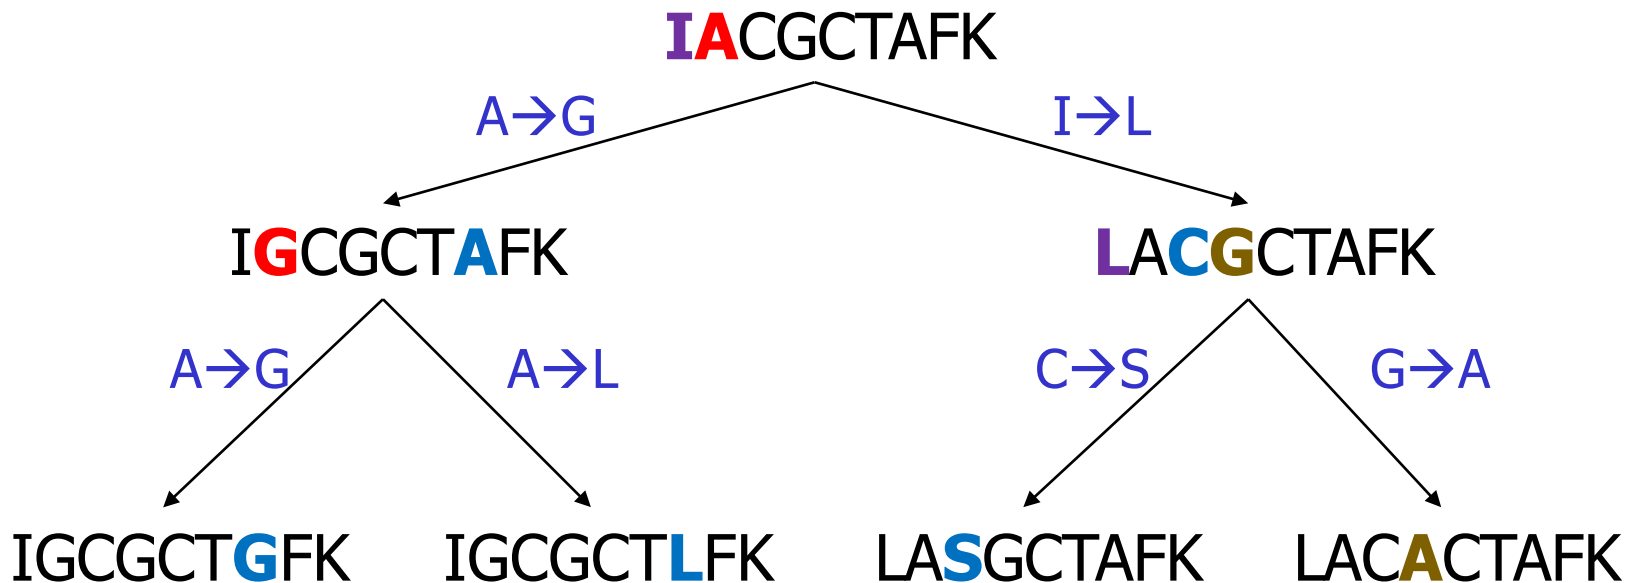 IACGCTAFK
A→G I→L
IGCGCTAFK LACGCTAFK
A→G A→L C→S G→A
IGCGCTGFK IGCGCTLFK LASGCTAFK LACACTAFK